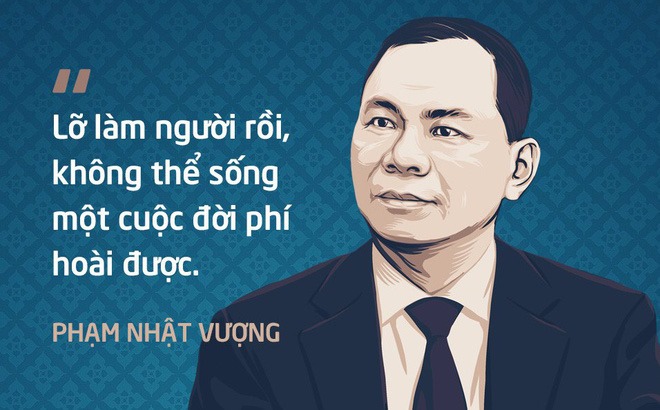 Lỡ làm người rồi,
không thể sống
một cuộc đời phí
hoài được.
PHẠM NHẬT VƯỢNG